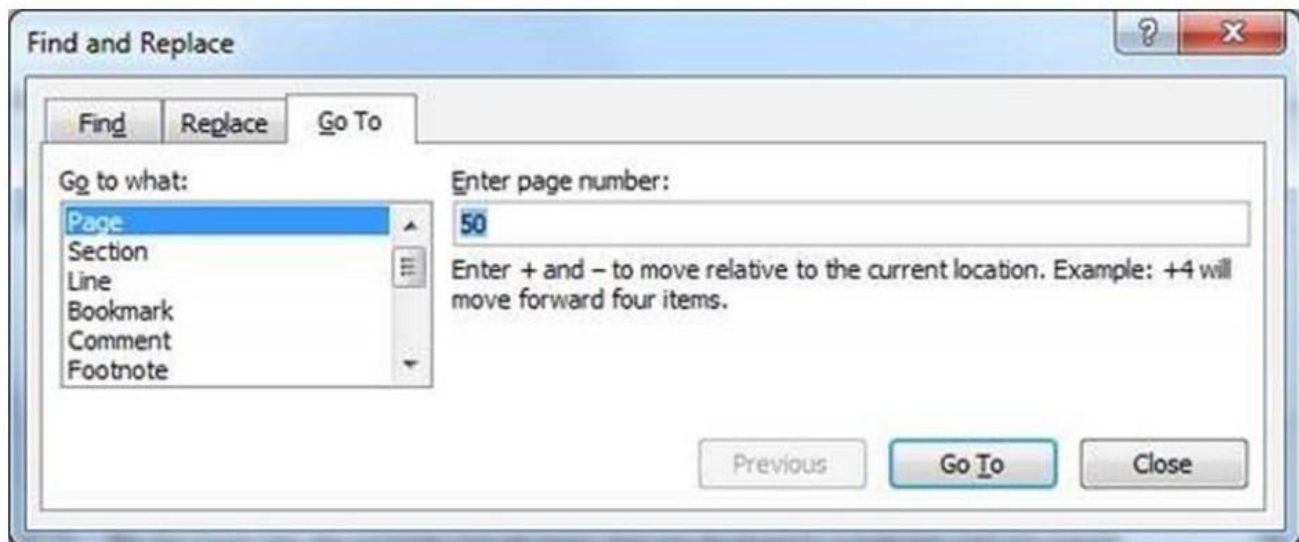 Find and Replace
Find
Replace
Go To
Go to what:
Page
Section
Line
Bookmark
Comment
Footnote
Enter page number:
50
Enter + and – to move relative to the current location. Example: +4 will
move forward four items.
Previous
Go To
Close